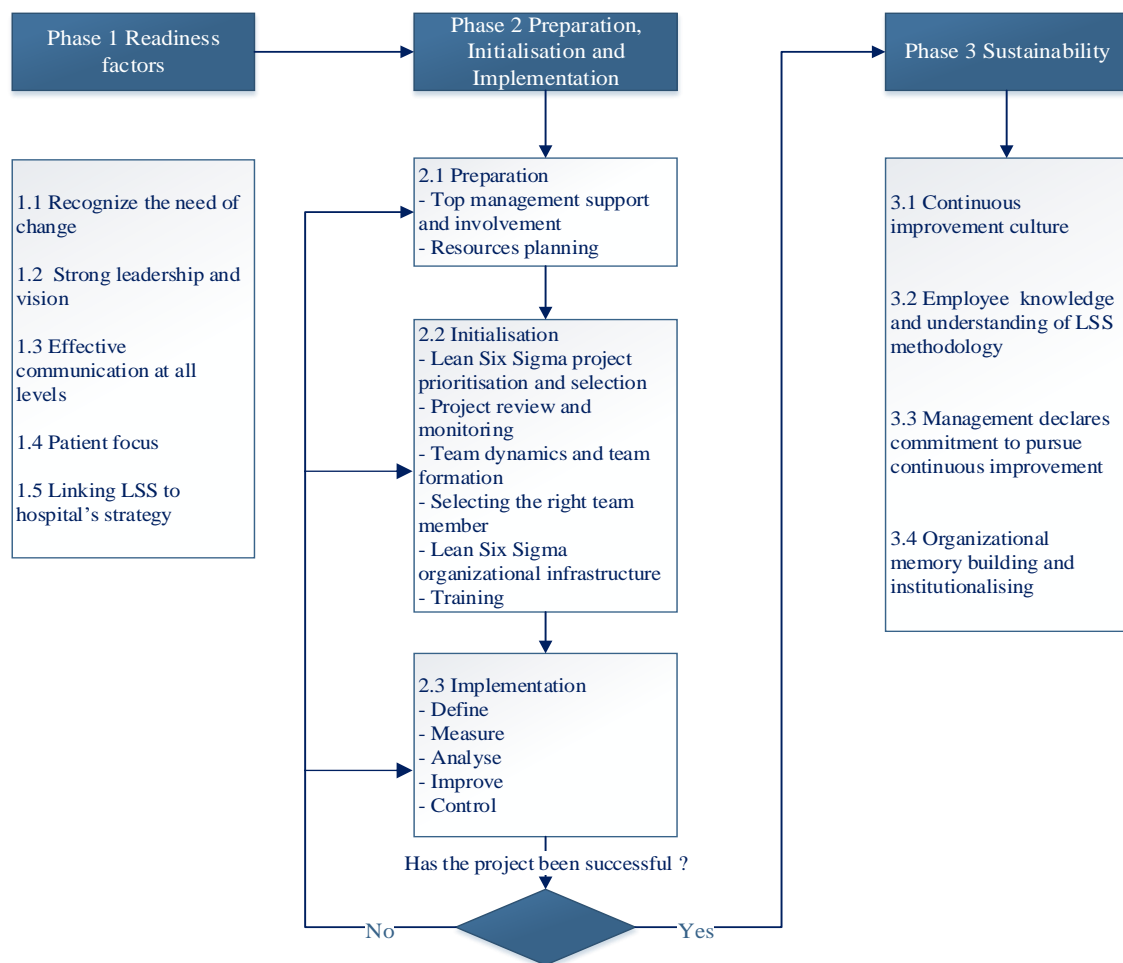 Phase 1 Readiness
factors
Phase 2 Preparation,
Initialisation and
Implementation
Phase 3 Sustainability
1.1 Recognize the need of
change
1.2 Strong leadership and
vision
1.3 Effective
communication at all
levels
1.4 Patient focus
1.5 Linking LSS to
hospital’s strategy
2.1 Preparation
- Top management support
and involvement
- Resources planning
2.2 Initialisation
- Lean Six Sigma project
prioritisation and selection
- Project review and
monitoring
- Team dynamics and team
formation
- Selecting the right team
member
- Lean Six Sigma
organizational infrastructure
- Training
2.3 Implementation
- Define
- Measure
- Analyse
- Improve
- Control
Has the project been successful ?
No
Yes
3.1 Continuous
improvement culture
3.2 Employee knowledge
and understanding of LSS
methodology
3.3 Management declares
commitment to pursue
continuous improvement
3.4 Organizational
memory building and
institutionalising